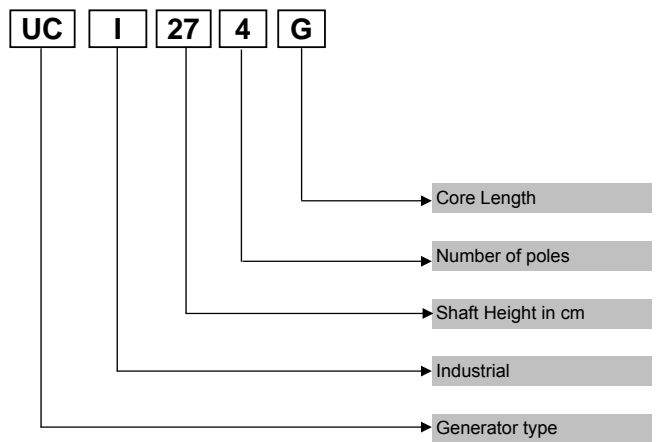 UC I 27 4 G
Core Length
Number of poles
Shaft Height in cm
Industrial
Generator type